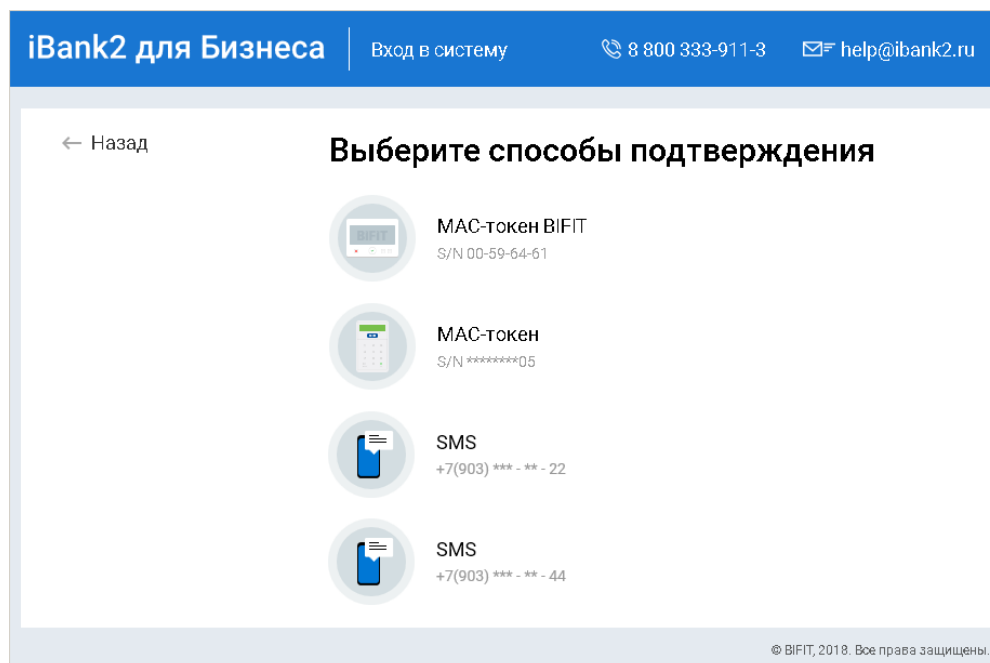 iBank2 для Бизнеса
Вход в систему
8 800 333-911-3
help@ibank2.ru
← Назад
Выберите способы подтверждения
BIFIT
МАС-токен BIFIT
S/N 00-59-64-61
МАС-токен
S/N ********05
SMS
+7(903) *** - ** - 22
SMS
+7(903) *** - ** - 44
© BIFIT, 2018. Все права защищены.